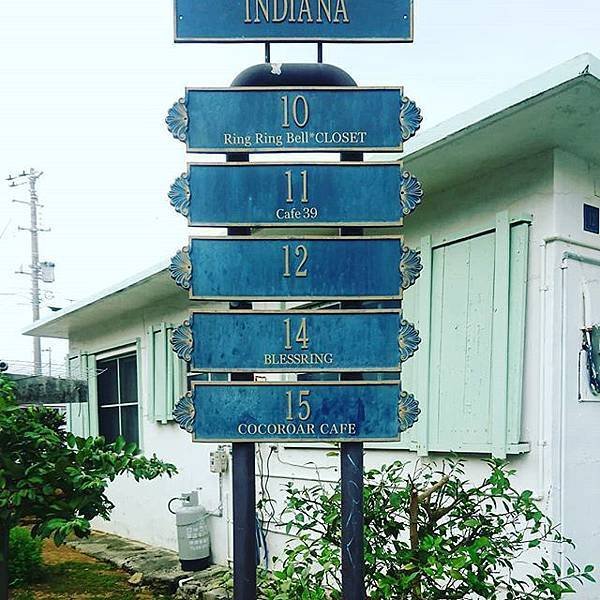 INDIANA
10
Ring Ring Bell*CLOSET
11
Cafe 39
12
14
BLESSRING
15
COCOROAR CAFE